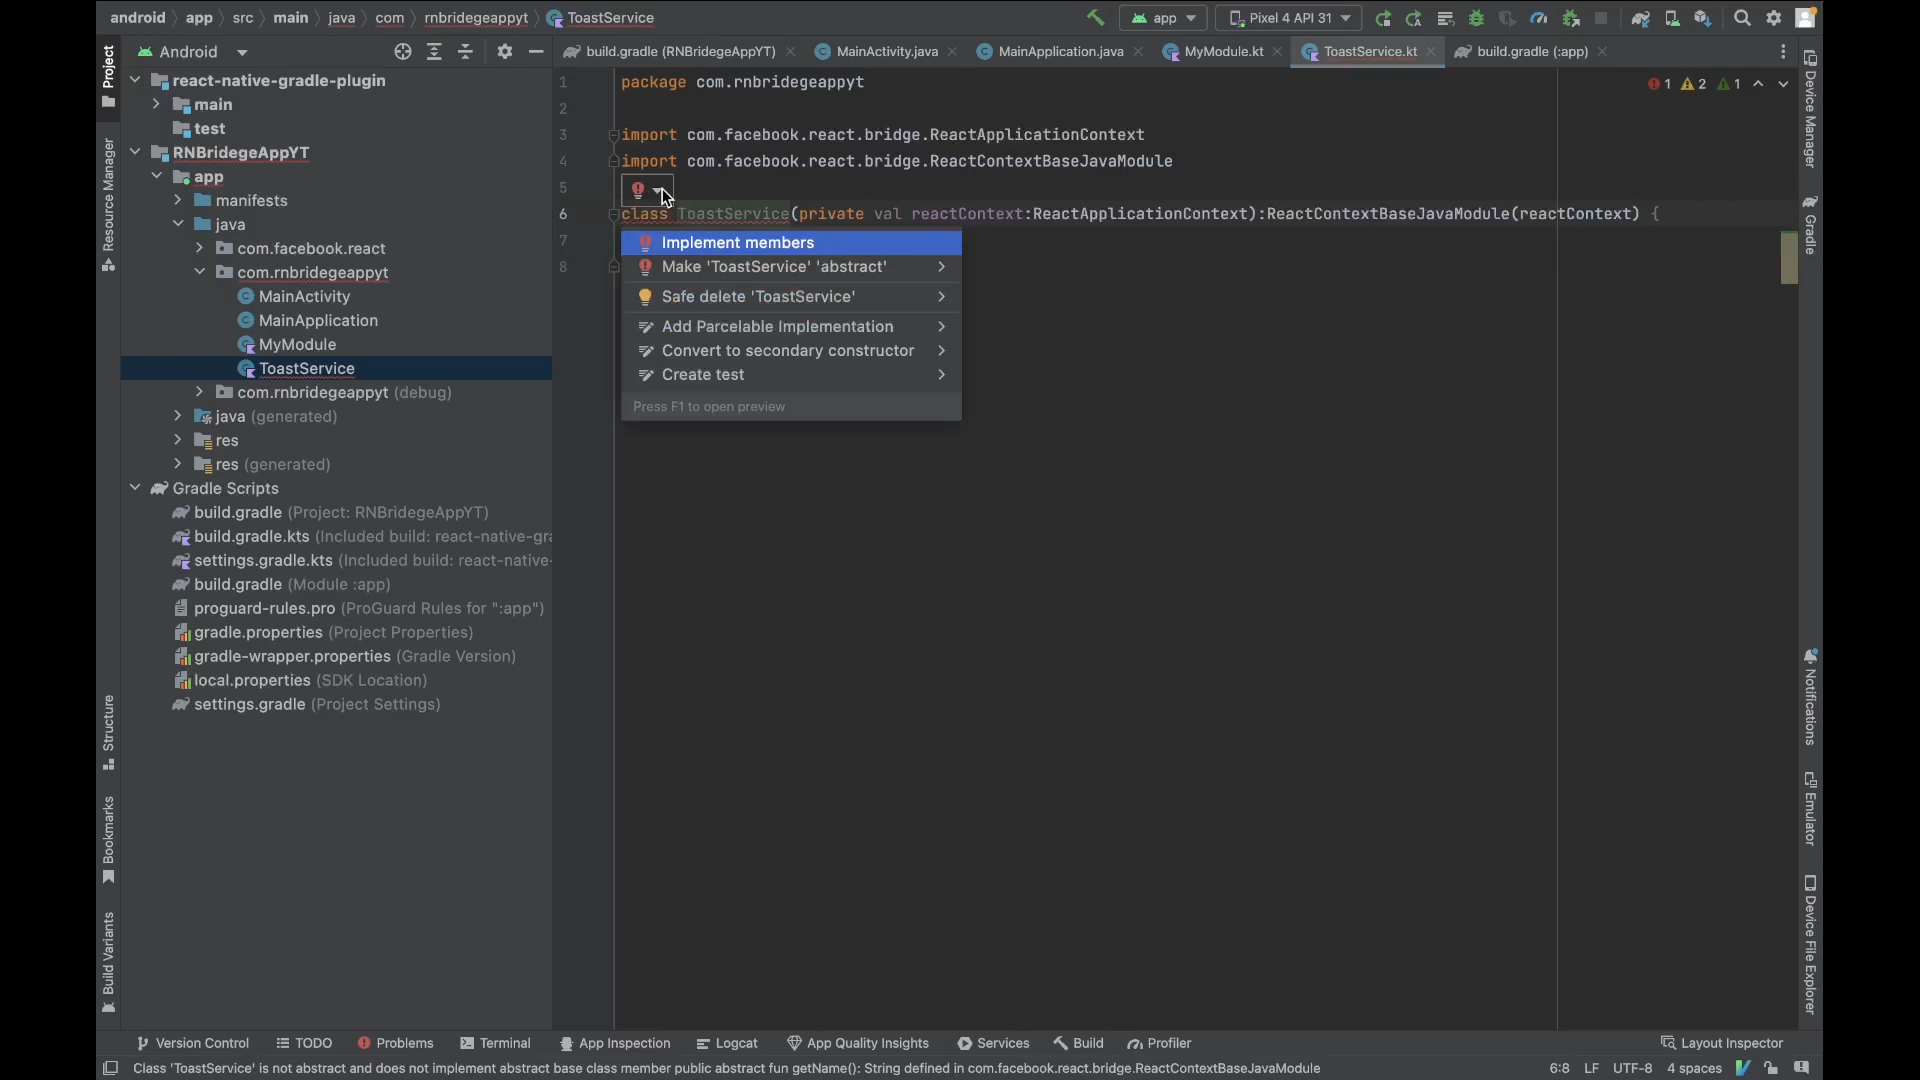 android app src main java com rnbridegeappyt ToastService
app Pixel 4 API 31
Android
build.gradle (RNBridegeAppYT) MainActivity.java MainApplication.java MyModule.kt ToastService.kt build.gradle (:app)
Project
Resource Manager
Structure
Bookmarks
Build Variants
react-native-gradle-plugin
main
test
RNBridegeAppYT
app
manifests
java
com.facebook.react
com.rnbridegeappyt
MainActivity
MainApplication
MyModule
ToastService
com.rnbridegeappyt (debug)
java (generated)
res
res (generated)
Gradle Scripts
build.gradle (Project: RNBridegeAppYT)
build.gradle.kts (Included build: react-native-gra
settings.gradle.kts (Included build: react-native-
build.gradle (Module :app)
proguard-rules.pro (ProGuard Rules for ":app")
gradle.properties (Project Properties)
gradle-wrapper.properties (Gradle Version)
local.properties (SDK Location)
settings.gradle (Project Settings)
1 package com.rnbridegeappyt
2
3 import com.facebook.react.bridge.ReactApplicationContext
4 import com.facebook.react.bridge.ReactContextBaseJavaModule
5
6 class ToastService(private val reactContext:ReactApplicationContext):ReactContextBaseJavaModule(reactContext) {
7
8
1 2 1
Implement members
Make 'ToastService' 'abstract'
Safe delete 'ToastService'
Add Parcelable Implementation
Convert to secondary constructor
Create test
Press F1 to open preview
Device Manager
Gradle
Notifications
Emulator
Device File Explorer
Version Control TODO Problems Terminal App Inspection Logcat App Quality Insights Services Build Profiler Layout Inspector
Class 'ToastService' is not abstract and does not implement abstract base class member public abstract fun getName(): String defined in com.facebook.react.bridge.ReactContextBaseJavaModule 6:8 LF UTF-8 4 spaces